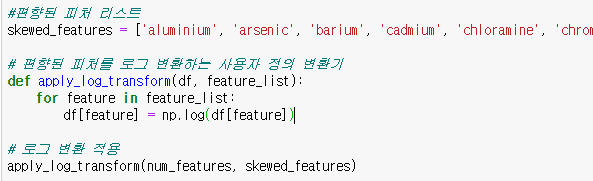 #편향된 피처 리스트
skewed_features = ['aluminium', 'arsenic', 'barium', 'cadmium', 'chloramine', 'chrom
# 편향된 피처를 로그 변환하는 사용자 정의 변환기
def apply_log_transform(df, feature_list):
for feature in feature_list:
df[feature] = np.log(df[feature])
# 로그 변환 적용
apply_log_transform(num_features, skewed_features)